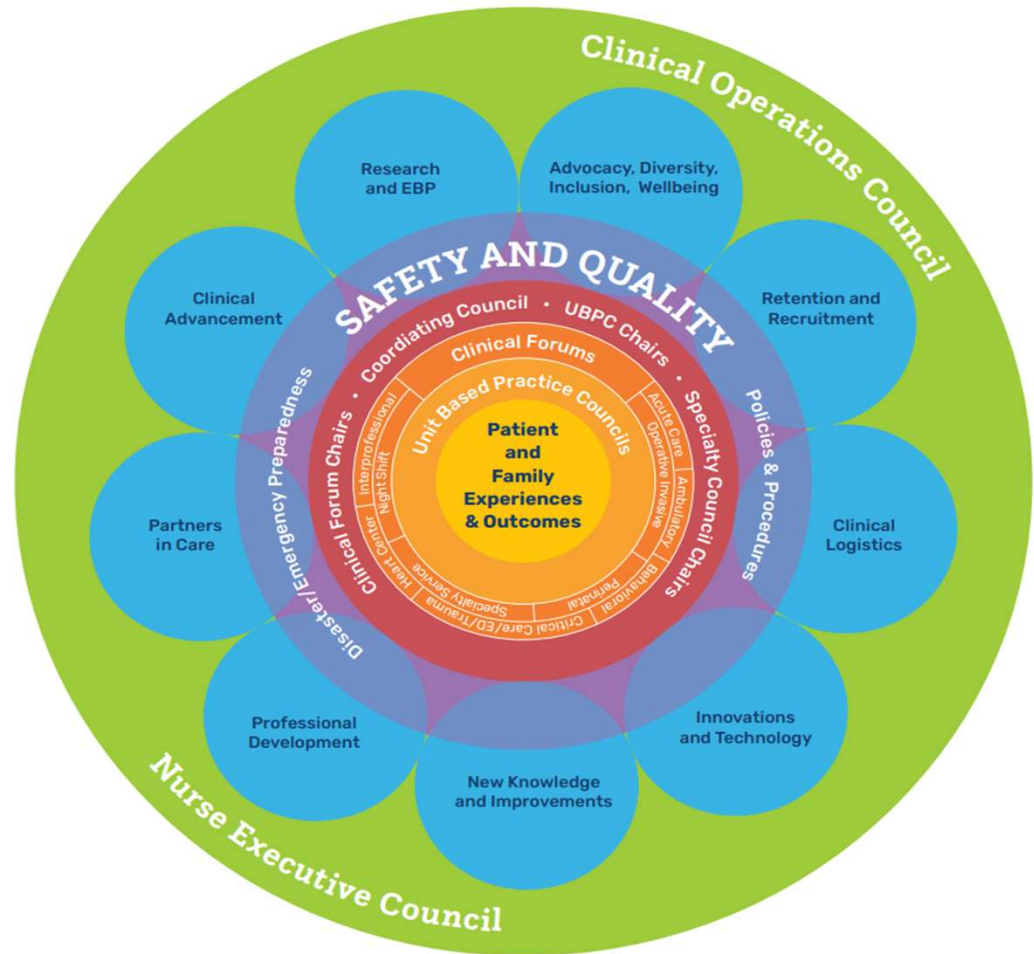 Clinical Operations Council
Research
and EBP
Advocacy, Diversity,
Inclusion, Wellbeing
Clinical
Advancement
SAFETY AND QUALITY
Retention and
Recruitment
Disaster/Emergency Preparedness
Policies & Procedures
Clinical Forum Chairs • Coordiating Council • UBPC Chairs • Specialty Council Chairs
Clinical Forums
Interprofessional
Night Shift
Acute Care
Operative Invasive
Ambulatory
Behavioral
Perinatal
Critical Care/ED/Trauma
Specialty Service
Heart Center
Unit Based Practice Councils
Patient
and
Family
Experiences
& Outcomes
Partners
in Care
Clinical
Logistics
Professional
Development
Innovations
and Technology
New Knowledge
and Improvements
Nurse Executive Council